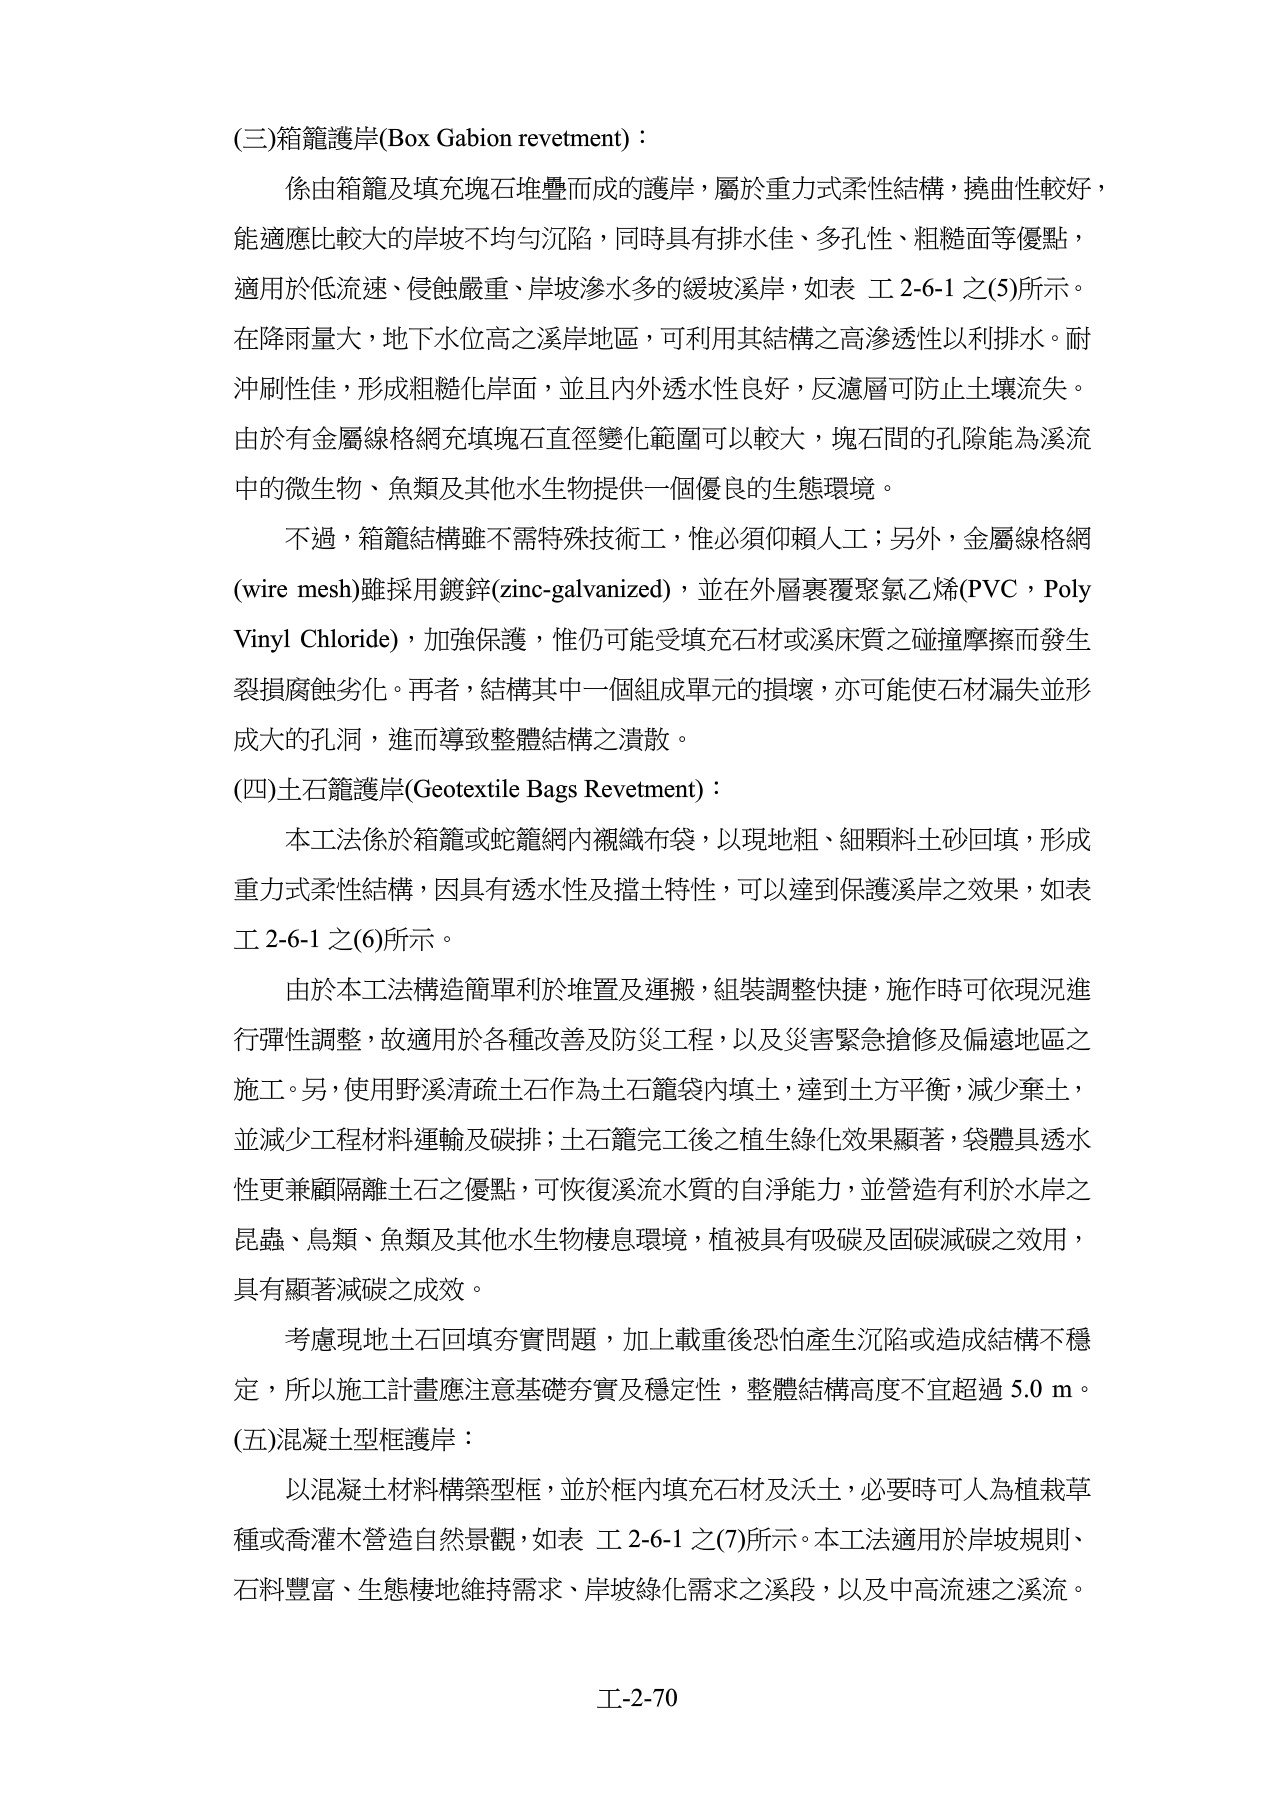 (三)箱籠護岸(Box Gabion revetment)：
係由箱籠及填充塊石堆疊而成的護岸，屬於重力式柔性結構，撓曲性較好，
能適應比較大的岸坡不均勻沉陷，同時具有排水佳、多孔性、粗糙面等優點，
適用於低流速、侵蝕嚴重、岸坡滲水多的緩坡溪岸，如表 工 2-6-1 之(5)所示。
在降雨量大，地下水位高之溪岸地區，可利用其結構之高滲透性以利排水。耐
沖刷性佳，形成粗糙化岸面，並且內外透水性良好，反濾層可防止土壤流失。
由於有金屬線格網充填塊石直徑變化範圍可以較大，塊石間的孔隙能為溪流
中的微生物、魚類及其他水生物提供一個優良的生態環境。
不過，箱籠結構雖不需特殊技術工，惟必須仰賴人工；另外，金屬線格網
(wire mesh)雖採用鍍鋅(zinc-galvanized)，並在外層裹覆聚氯乙烯(PVC，Poly
Vinyl Chloride)，加強保護，惟仍可能受填充石材或溪床質之碰撞摩擦而發生
裂損腐蝕劣化。再者，結構其中一個組成單元的損壞，亦可能使石材漏失並形
成大的孔洞，進而導致整體結構之潰散。
(四)土石籠護岸(Geotextile Bags Revetment)：
本工法係於箱籠或蛇籠網內襯織布袋，以現地粗、細顆料土砂回填，形成
重力式柔性結構，因具有透水性及擋土特性，可以達到保護溪岸之效果，如表
工 2-6-1 之(6)所示。
由於本工法構造簡單利於堆置及運搬，組裝調整快捷，施作時可依現況進
行彈性調整，故適用於各種改善及防災工程，以及災害緊急搶修及偏遠地區之
施工。另，使用野溪清疏土石作為土石籠袋內填土，達到土方平衡，減少棄土，
並減少工程材料運輸及碳排；土石籠完工後之植生綠化效果顯著，袋體具透水
性更兼顧隔離土石之優點，可恢復溪流水質的自淨能力，並營造有利於水岸之
昆蟲、鳥類、魚類及其他水生物棲息環境，植被具有吸碳及固碳減碳之效用，
具有顯著減碳之成效。
考慮現地土石回填夯實問題，加上載重後恐怕產生沉陷或造成結構不穩
定，所以施工計畫應注意基礎夯實及穩定性，整體結構高度不宜超過 5.0 m。
(五)混凝土型框護岸：
以混凝土材料構築型框，並於框內填充石材及沃土，必要時可人為植栽草
種或喬灌木營造自然景觀，如表 工 2-6-1 之(7)所示。本工法適用於岸坡規則、
石料豐富、生態棲地維持需求、岸坡綠化需求之溪段，以及中高流速之溪流。
工-2-70